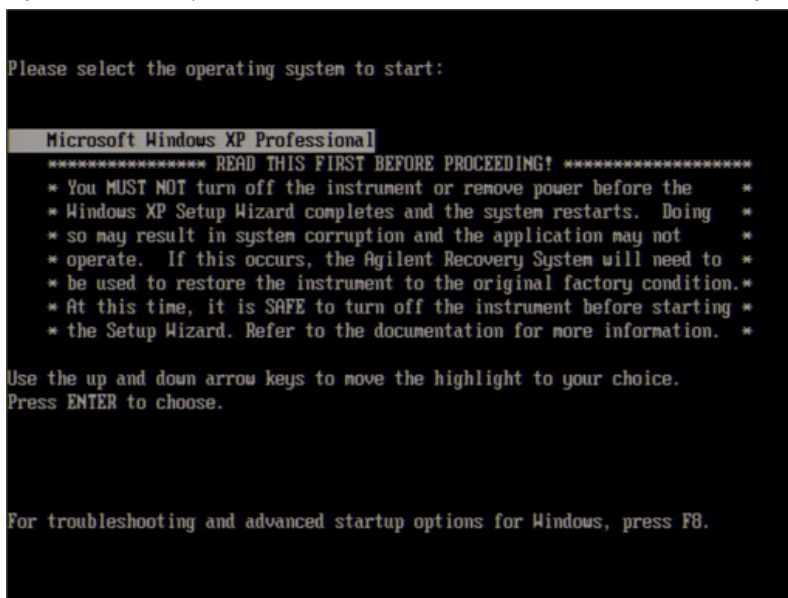 Please select the operating system to start:
Microsoft Windows XP Professional
**************** READ THIS FIRST BEFORE PROCEEDING! *******************
* You MUST NOT turn off the instrument or remove power before the *
* Windows XP Setup Wizard completes and the system restarts. Doing *
* so may result in system corruption and the application may not *
* operate. If this occurs, the Agilent Recovery System will need to *
* be used to restore the instrument to the original factory condition.*
* At this time, it is SAFE to turn off the instrument before starting *
* the Setup Wizard. Refer to the documentation for more information. *
Use the up and down arrow keys to move the highlight to your choice.
Press ENTER to choose.
For troubleshooting and advanced startup options for Windows, press F8.